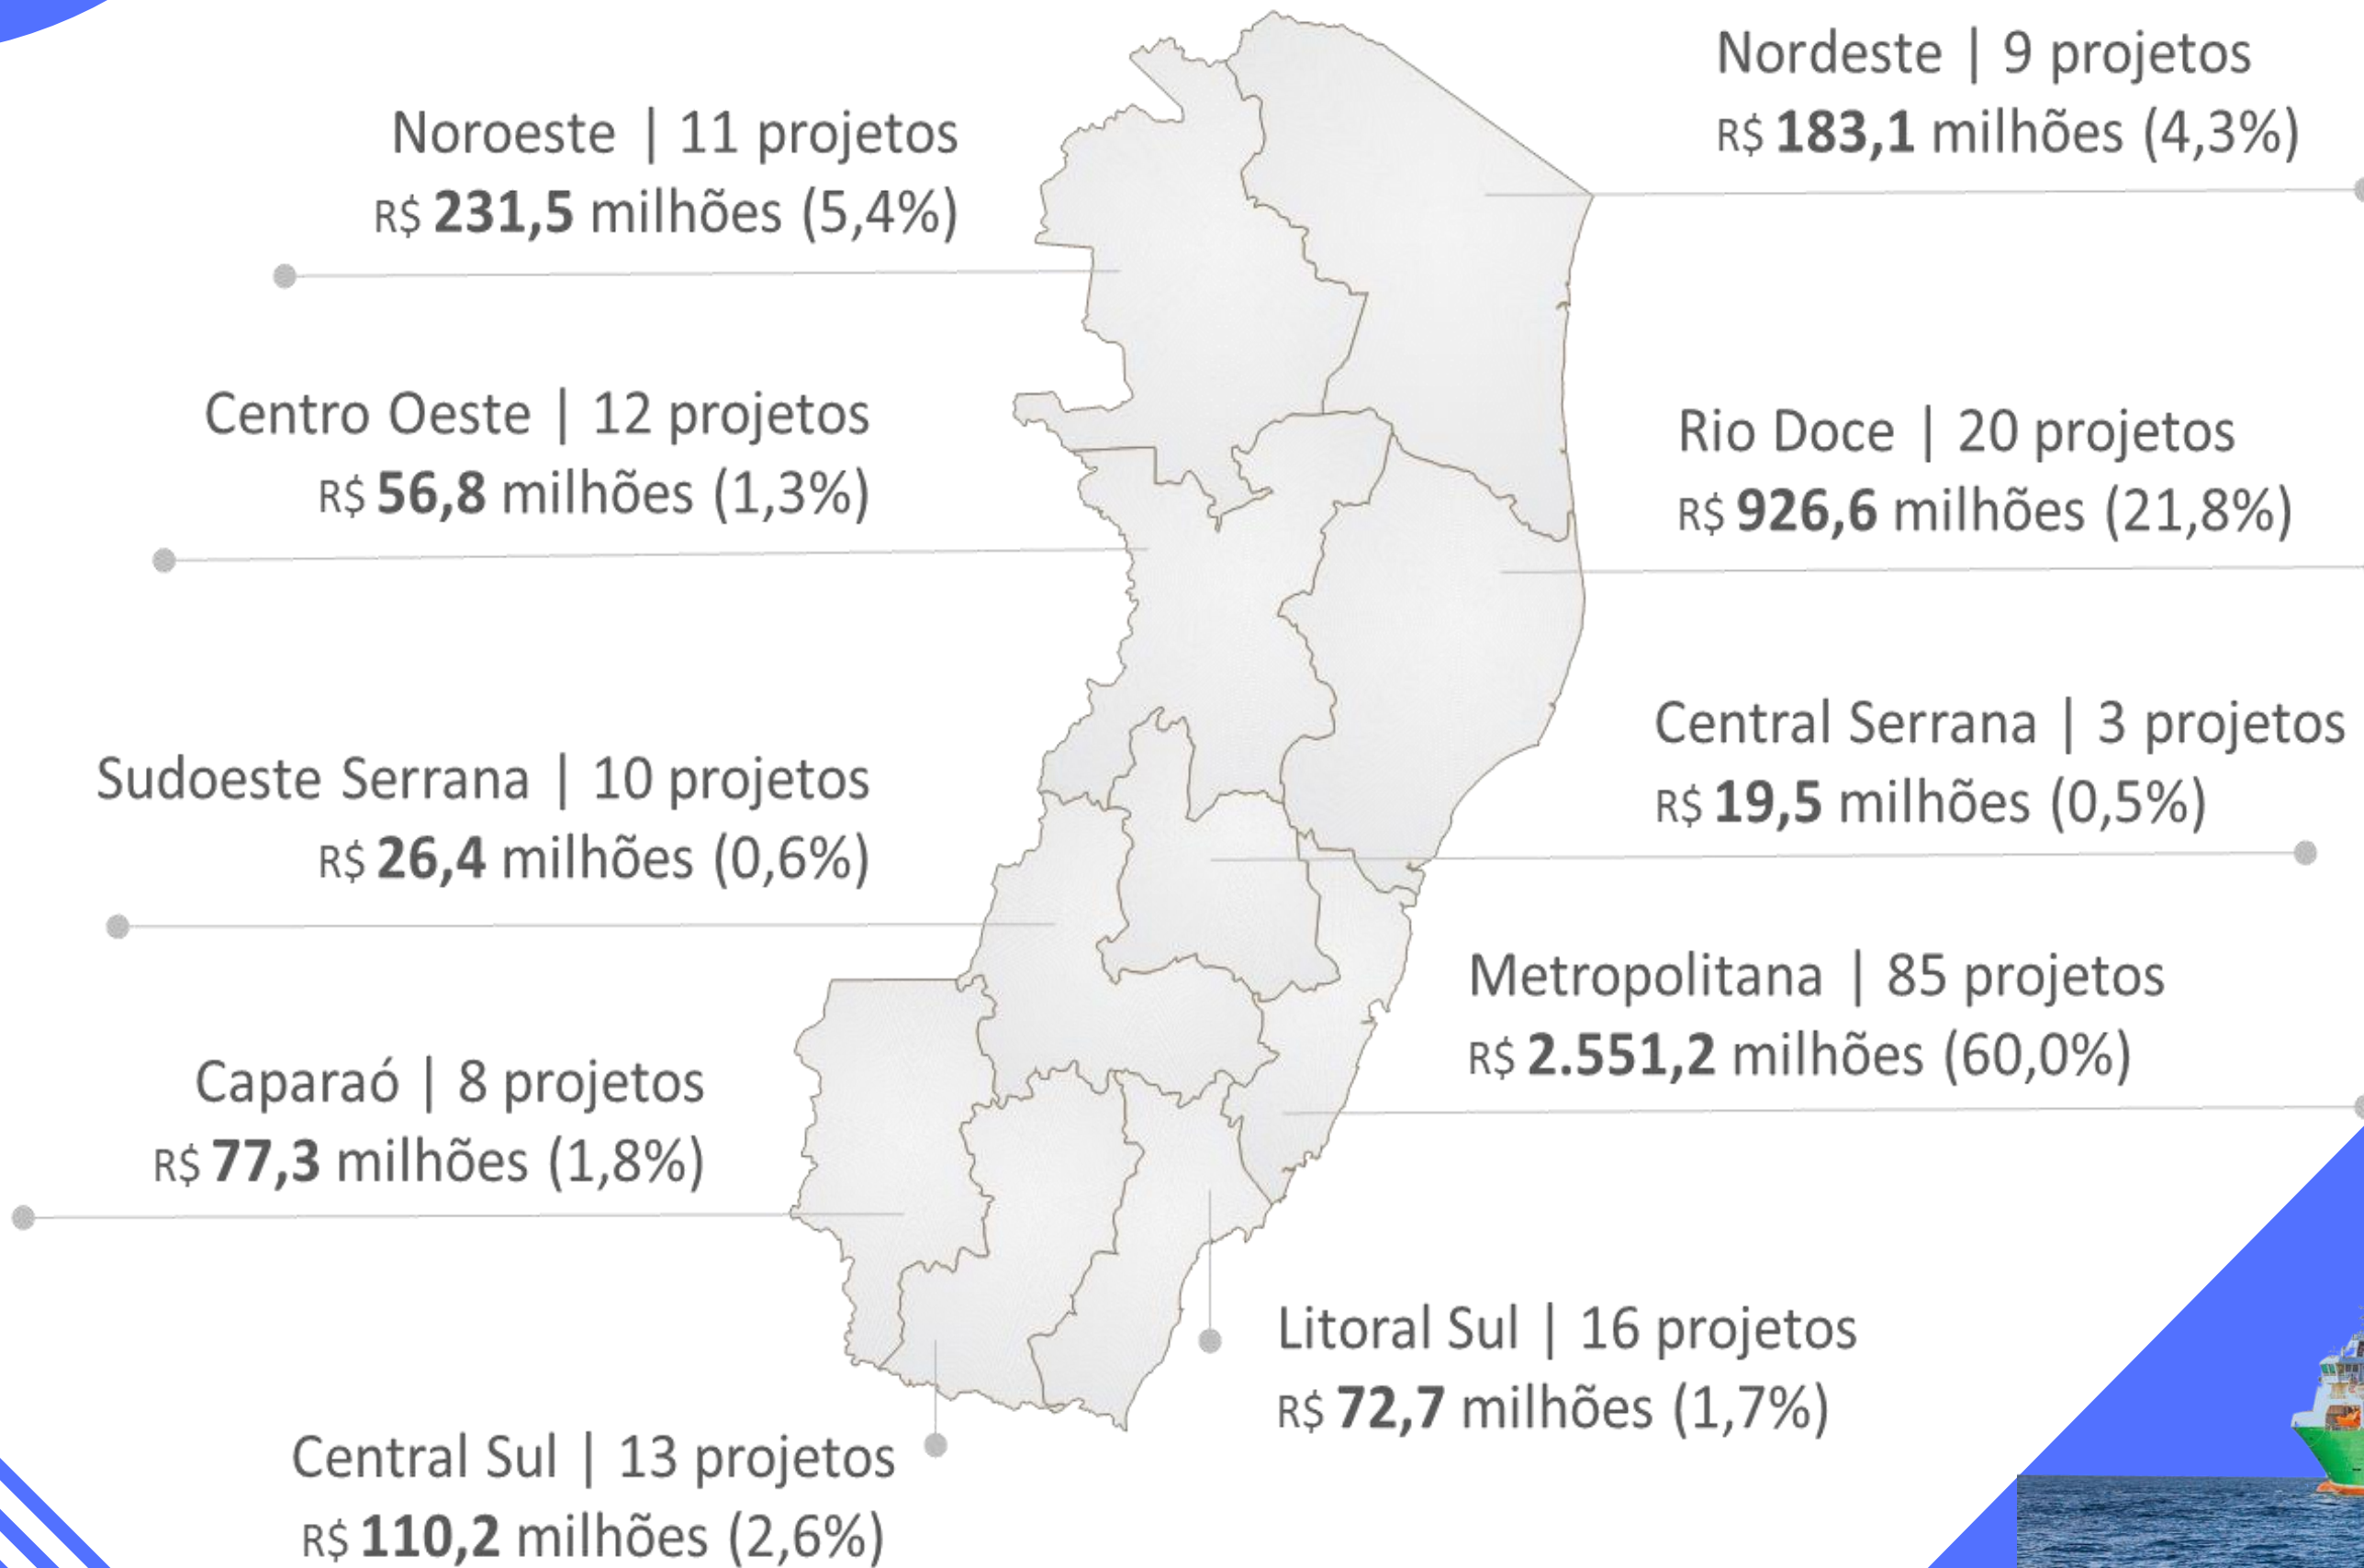 Nordeste | 9 projetos
R$ 183,1 milhões (4,3%)
Noroeste | 11 projetos
R$ 231,5 milhões (5,4%)
Centro Oeste | 12 projetos
R$ 56,8 milhões (1,3%)
Rio Doce | 20 projetos
R$ 926,6 milhões (21,8%)
Central Serrana | 3 projetos
R$ 19,5 milhões (0,5%)
Sudoeste Serrana | 10 projetos
R$ 26,4 milhões (0,6%)
Metropolitana | 85 projetos
R$ 2.551,2 milhões (60,0%)
Caparaó | 8 projetos
R$ 77,3 milhões (1,8%)
Litoral Sul | 16 projetos
R$ 72,7 milhões (1,7%)
Central Sul | 13 projetos
R$ 110,2 milhões (2,6%)